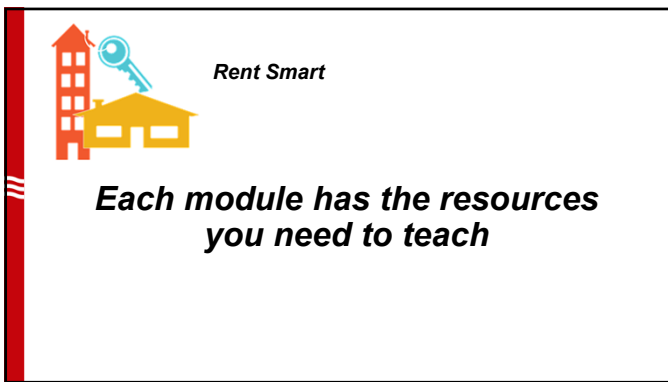 Rent Smart
Each module has the resources
you need to teach